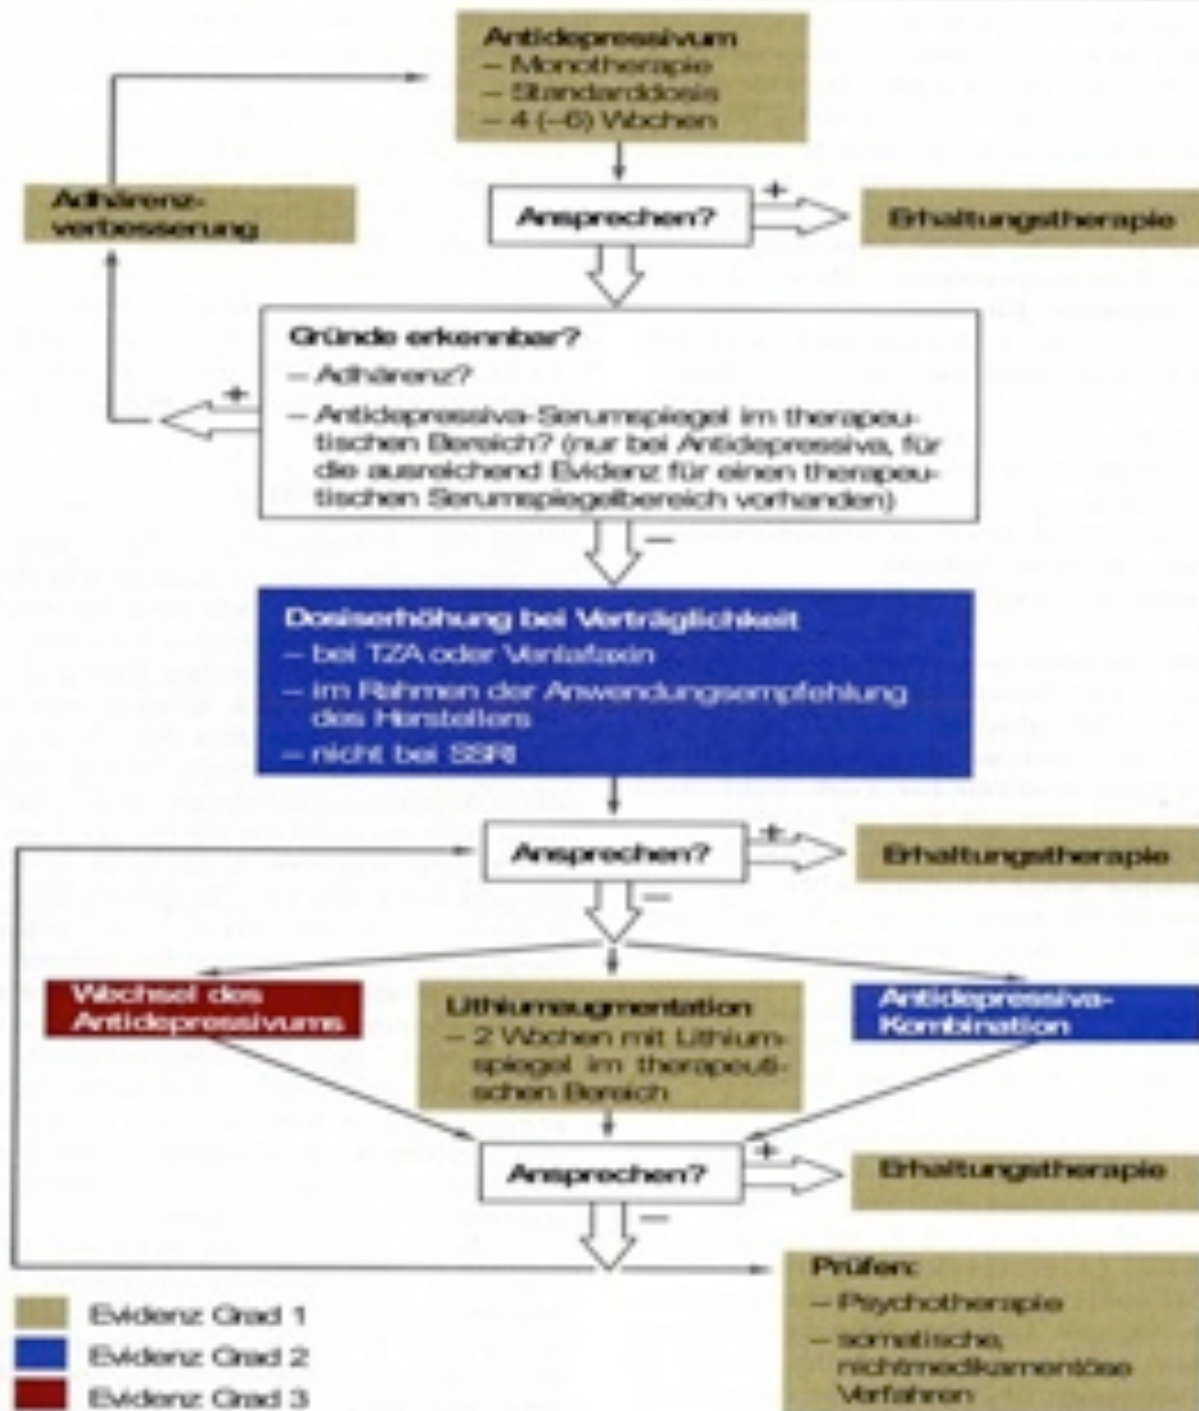 Antidepressivum
– Monotherapie
– Standarddosis
– 4 (–6) Wochen
Adhärenz-
verbesserung
Ansprechen?
+
Erhaltungstherapie
Gründe erkennbar?
– Adhärenz?
– Antidepressiva-Serumspiegel im therapeu-
tischen Bereich? (nur bei Antidepressiva, für
die ausreichend Evidenz für einen therapeu-
tischen Serumspiegelbereich vorhanden)
+
–
Dosiserhöhung bei Verträglichkeit
– bei TZA oder Venlafaxin
– im Rahmen der Anwendungsempfehlung
des Herstellers
– nicht bei SSRI
Ansprechen?
+
Erhaltungstherapie
–
Wechsel des
Antidepressivums
Lithiumaugmentation
– 2 Wochen mit Lithium-
spiegel im therapeuti-
schen Bereich
Antidepressiva-
Kombination
Ansprechen?
+
Erhaltungstherapie
–
Prüfen:
– Psychotherapie
– somatische,
nichtmedikamentöse
Verfahren
Evidenz Grad 1
Evidenz Grad 2
Evidenz Grad 3